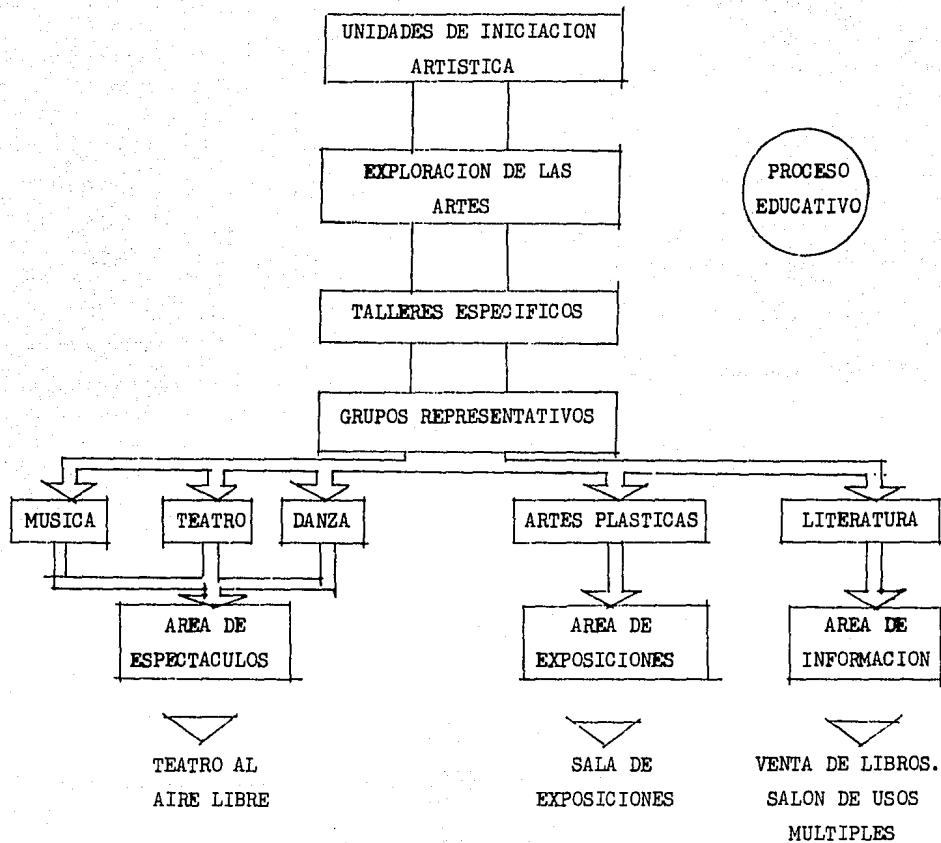 UNIDADES DE INICIACION
ARTISTICA
EXPLORACION DE LAS
ARTES
PROCESO
EDUCATIVO
TALLERES ESPECIFICOS
GRUPOS REPRESENTATIVOS
MUSICA
TEATRO
DANZA
ARTES PLASTICAS
LITERATURA
AREA DE
ESPECTACULOS
AREA DE
EXPOSICIONES
AREA DE
INFORMACION
TEATRO AL
AIRE LIBRE
SALA DE
EXPOSICIONES
VENTA DE LIBROS.
SALON DE USOS
MULTIPLES